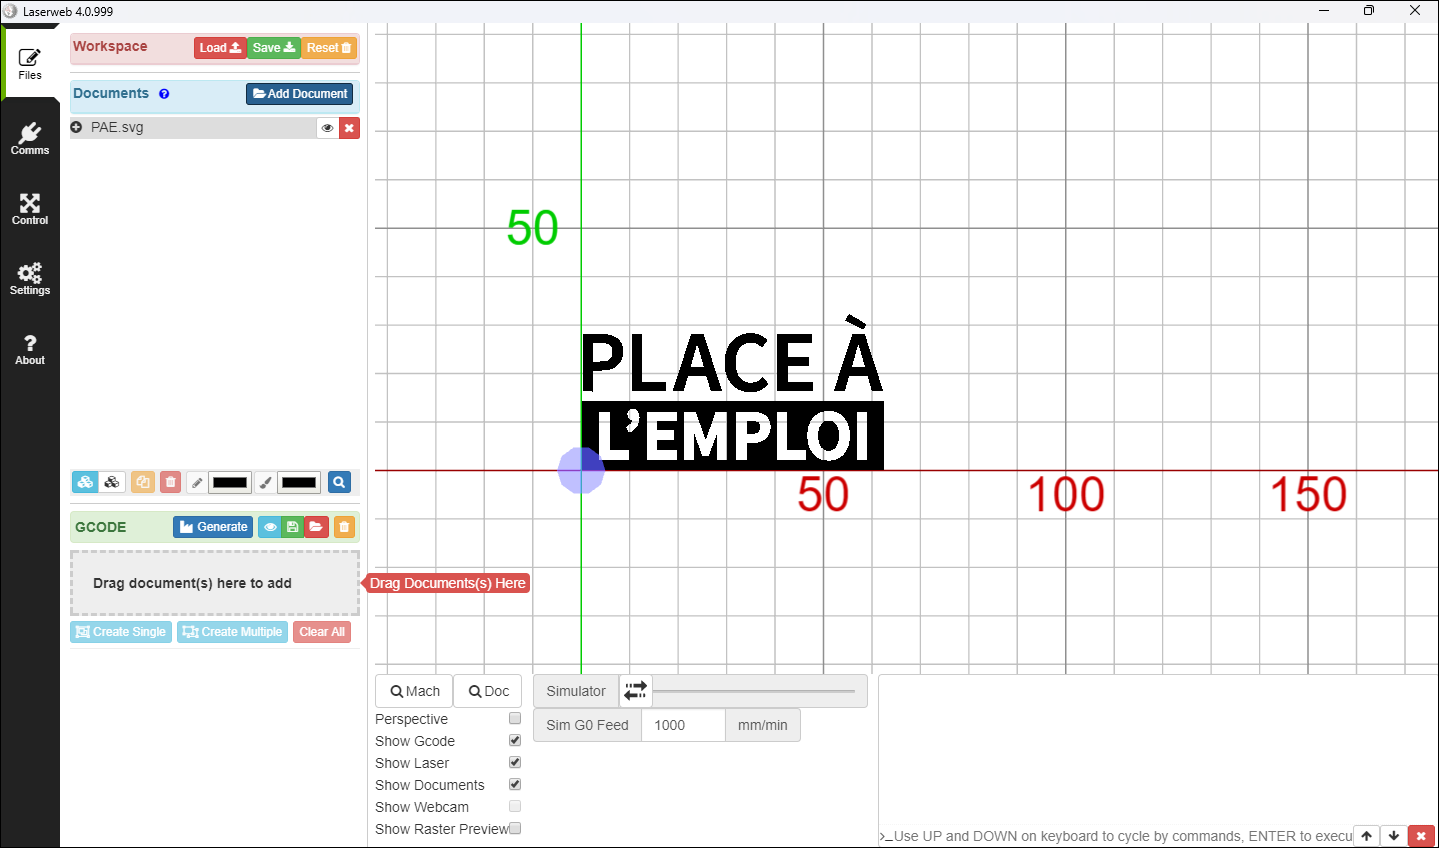 Laserweb 4.0.999
Files
Comms
Control
Settings
? About
Workspace
Load Save Reset
Documents ? Add Document
PAE.svg
GCODE Generate
Drag document(s) here to add
Drag Documents(s) Here
Create Single Create Multiple Clear All
50
PLACE À
L’EMPLOI
50 100 150
Mach Doc
Perspective
Show Gcode
Show Laser
Show Documents
Show Webcam
Show Raster Preview
Simulator
Sim G0 Feed 1000 mm/min
>_Use UP and DOWN on keyboard to cycle by commands, ENTER to execu